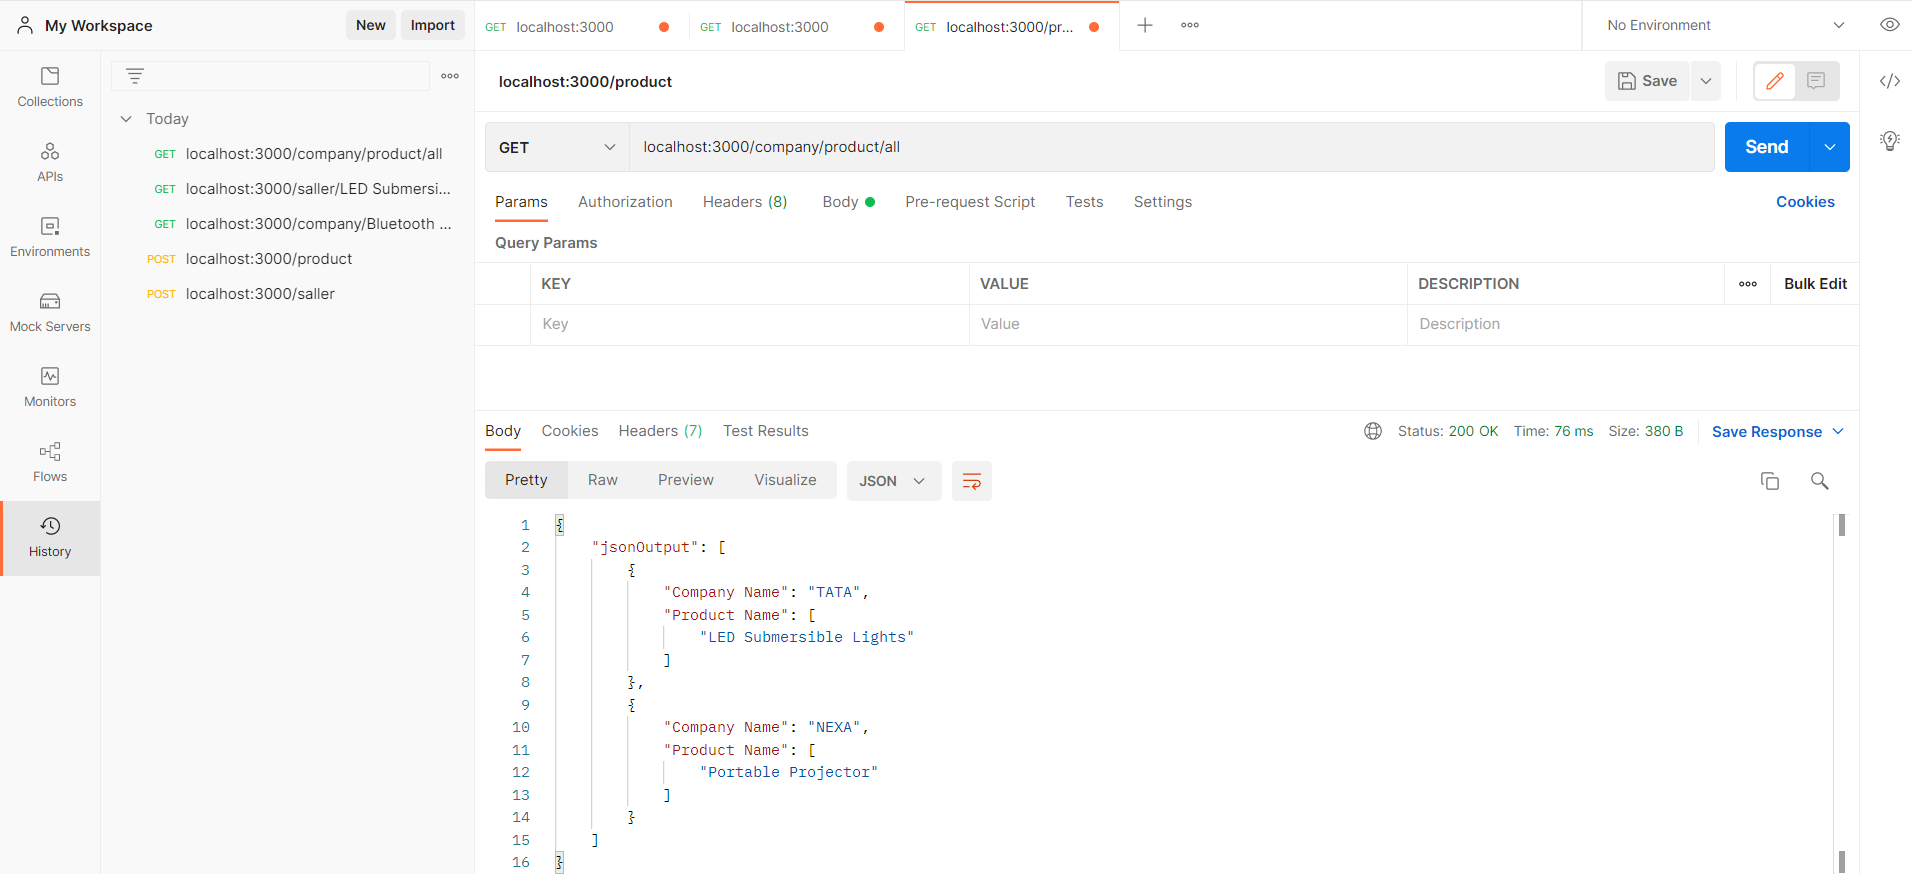 My Workspace
New
Import
GET localhost:3000
GET localhost:3000
GET localhost:3000/pr...
No Environment
Collections
APIs
Environments
Mock Servers
Monitors
Flows
History
Today
GET localhost:3000/company/product/all
GET localhost:3000/saller/LED Submersi...
GET localhost:3000/company/Bluetooth ...
POST localhost:3000/product
POST localhost:3000/saller
localhost:3000/product
Save
GET localhost:3000/company/product/all
Send
Params Authorization Headers (8) Body Pre-request Script Tests Settings Cookies
Query Params
KEY VALUE DESCRIPTION Bulk Edit
Key Value Description
Body Cookies Headers (7) Test Results Status: 200 OK Time: 76 ms Size: 380 B Save Response
Pretty Raw Preview Visualize JSON
1 {
2 "jsonOutput": [
3 {
4 "Company Name": "TATA",
5 "Product Name": [
6 "LED Submersible Lights"
7 ]
8 },
9 {
10 "Company Name": "NEXA",
11 "Product Name": [
12 "Portable Projector"
13 ]
14 }
15 ]
16 }